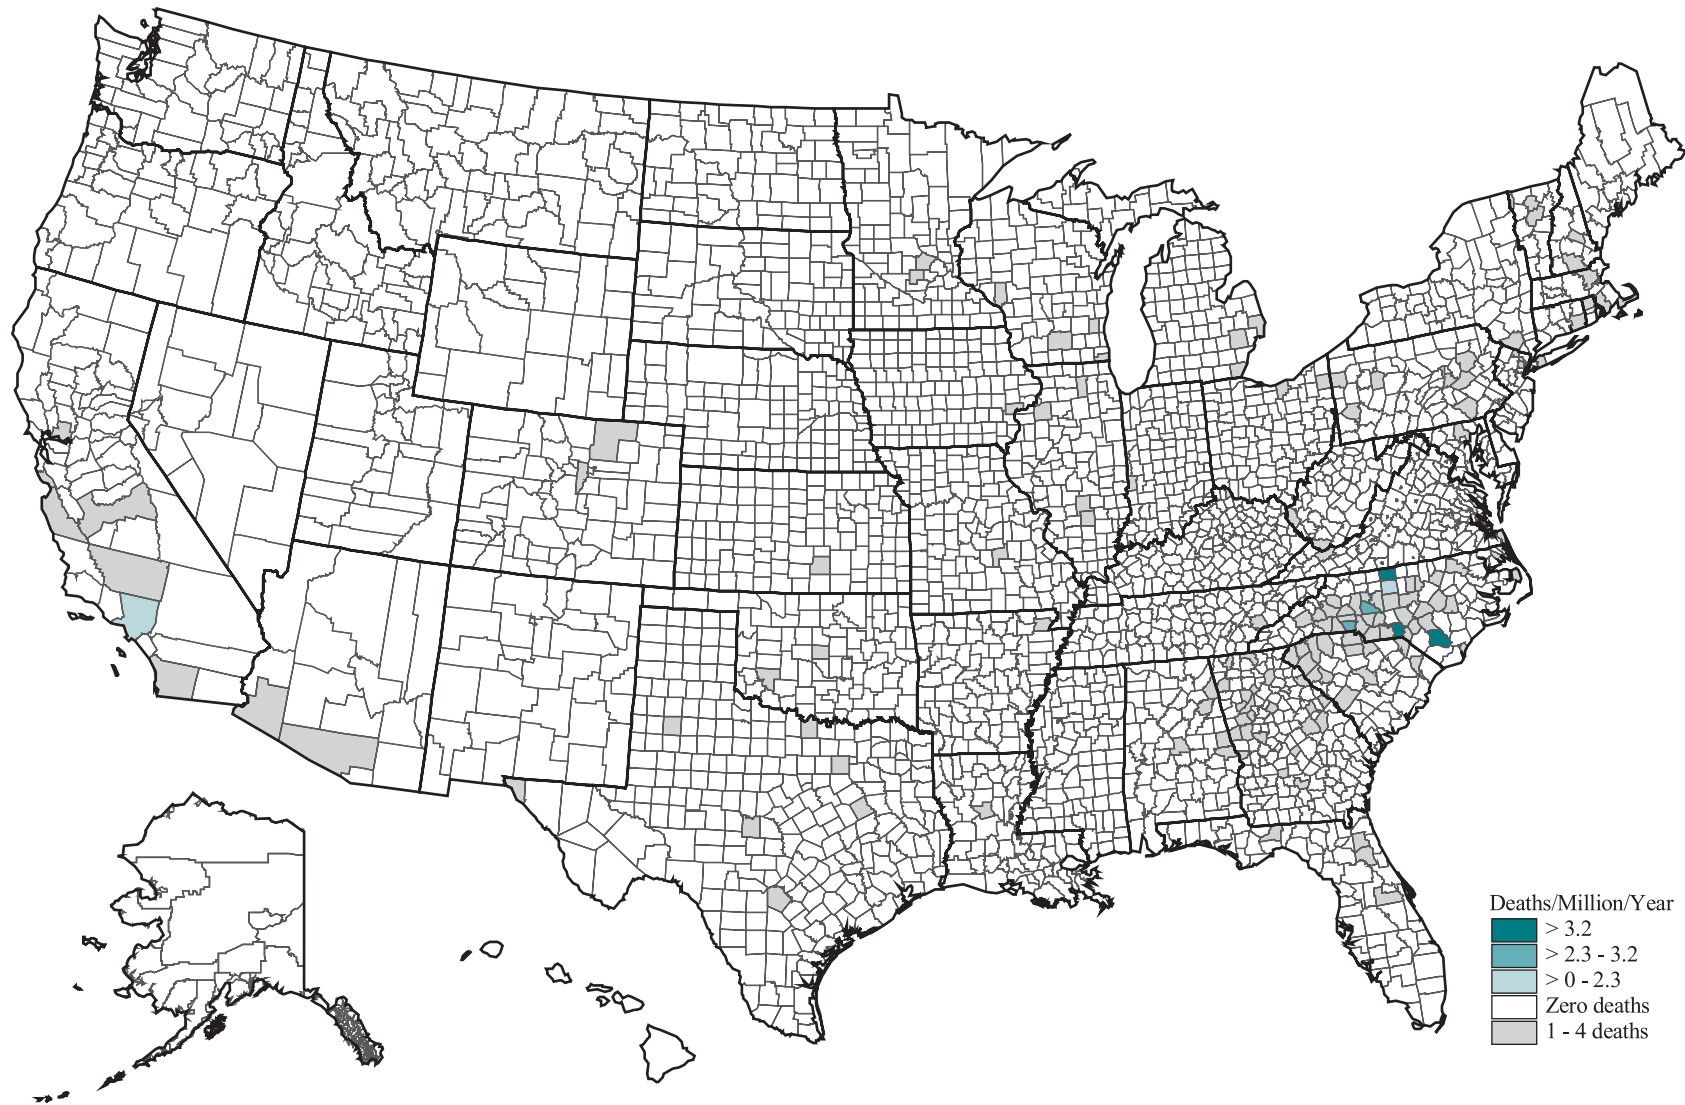 Deaths/Million/Year
> 3.2
> 2.3 - 3.2
> 0 - 2.3
Zero deaths
1 - 4 deaths